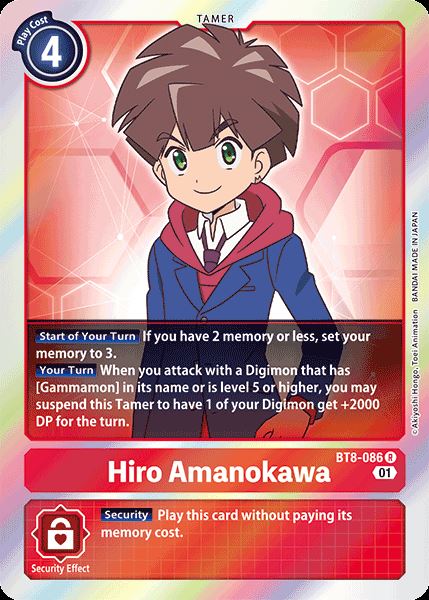 TAMER
Play Cost
4
Start of Your Turn If you have 2 memory or less, set your
memory to 3.
Your Turn When you attack with a Digimon that has
[Gammamon] in its name or is level 5 or higher, you may
suspend this Tamer to have 1 of your Digimon get +2000
DP for the turn.
©Akiyoshi Hongo, Toei Animation BANDAI MADE IN JAPAN
BT8-086 R
Hiro Amanokawa
01
Security Play this card without paying its
memory cost.
Security Effect